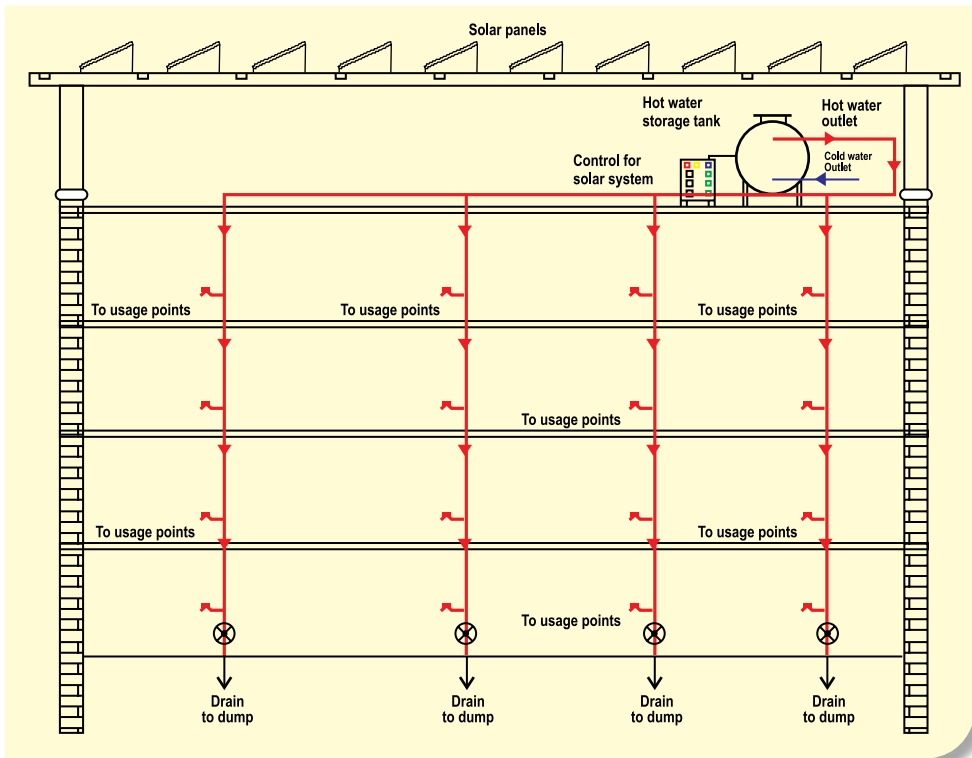 Solar panels
Hot water
storage tank
Hot water
outlet
Control for
solar system
Cold water
Outlet
To usage points
To usage points
To usage points
To usage points
To usage points
To usage points
To usage points
Drain
to dump
Drain
to dump
Drain
to dump
Drain
to dump